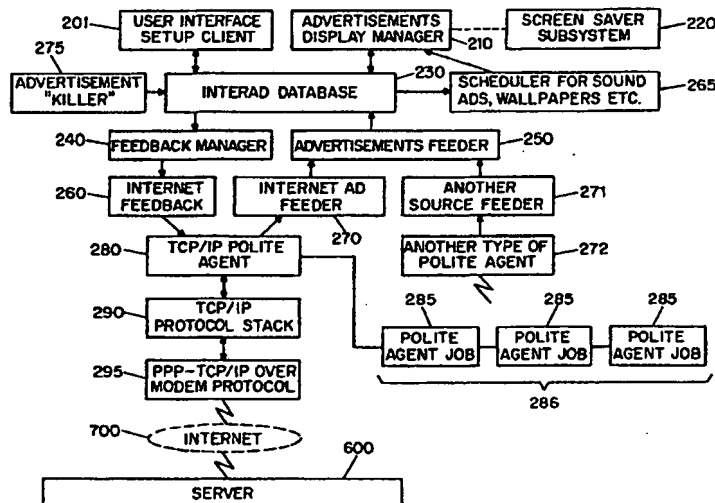 201
USER INTERFACE
SETUP CLIENT
ADVERTISEMENTS
DISPLAY MANAGER
210
SCREEN SAVER
SUBSYSTEM
220
275
ADVERTISEMENT
"KILLER"
INTERAD DATABASE
230
SCHEDULER FOR SOUND
ADS, WALLPAPERS ETC.
265
240
FEEDBACK MANAGER
ADVERTISEMENTS FEEDER
250
260
INTERNET
FEEDBACK
INTERNET AD
FEEDER
270
ANOTHER
SOURCE FEEDER
271
280
TCP/IP POLITE
AGENT
ANOTHER TYPE OF
POLITE AGENT
272
290
TCP/IP
PROTOCOL STACK
285
285
285
POLITE
AGENT JOB
POLITE
AGENT JOB
POLITE
AGENT JOB
286
295
PPP-TCP/IP OVER
MODEM PROTOCOL
700
INTERNET
600
SERVER